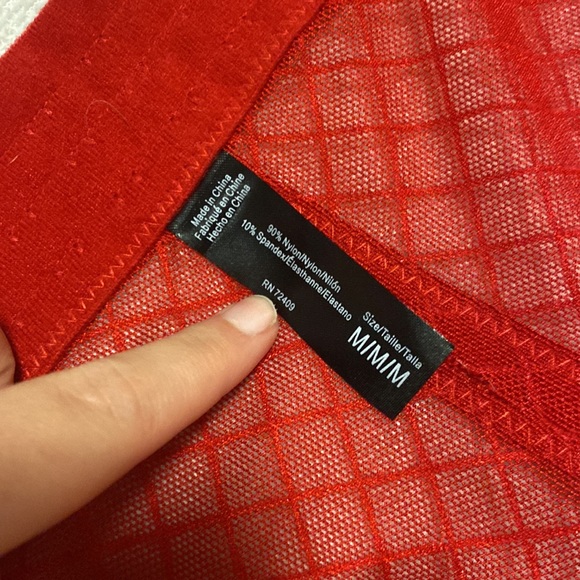 Made in China
Fabriqué en Chine
Hecho en China
90% Nylon/Nylon/Nilón
10% Spandex/Élasthanne/Elastano
RN 72409
Size/Taille/Talla
M/M/M